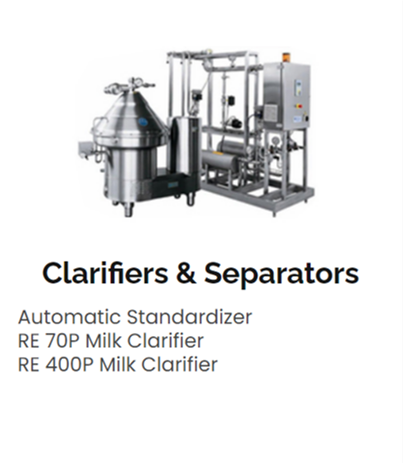 Clarifiers & Separators
Automatic Standardizer
RE 70P Milk Clarifier
RE 400P Milk Clarifier